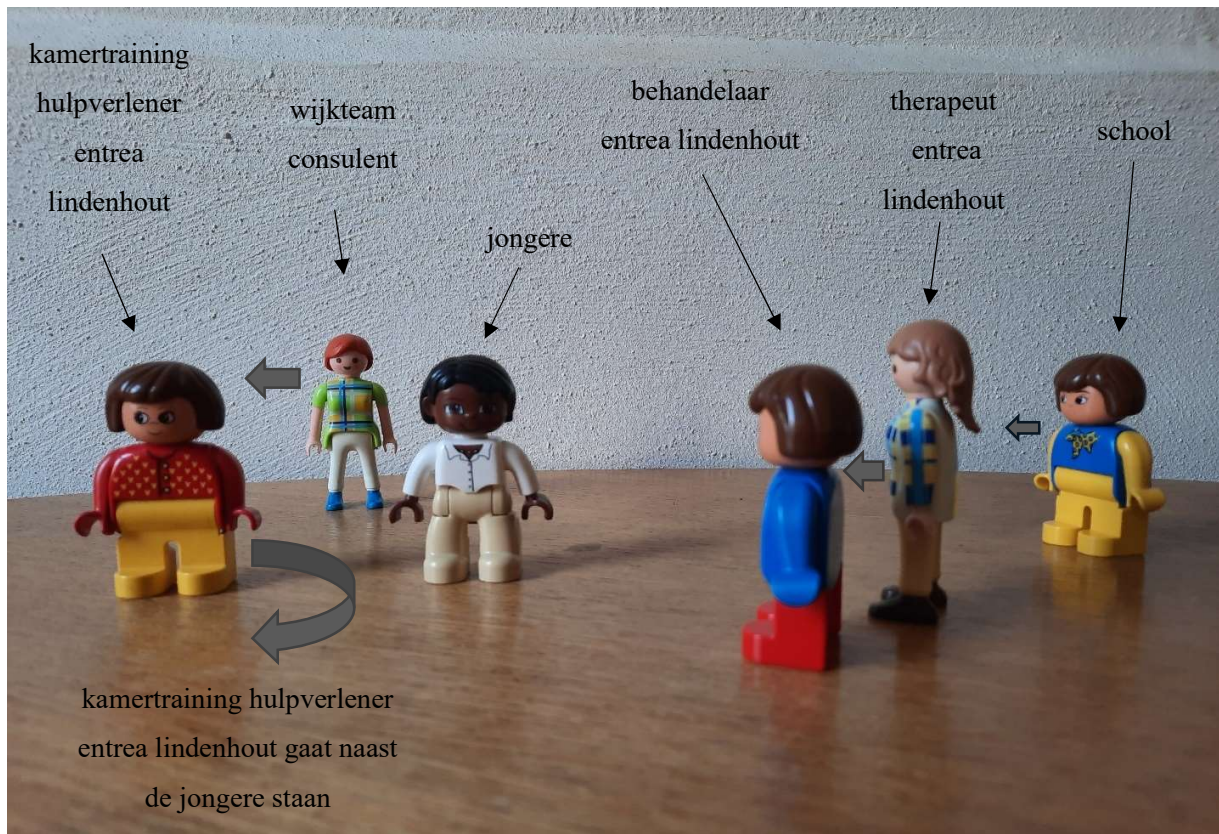 kamertraining
hulpverlener
entrea
lindenhout
wijkteam
consulent
jongere
behandelaar
entrea lindenhout
therapeut
entrea
lindenhout
school
kamertraining hulpverlener
entrea lindenhout gaat naast
de jongere staan